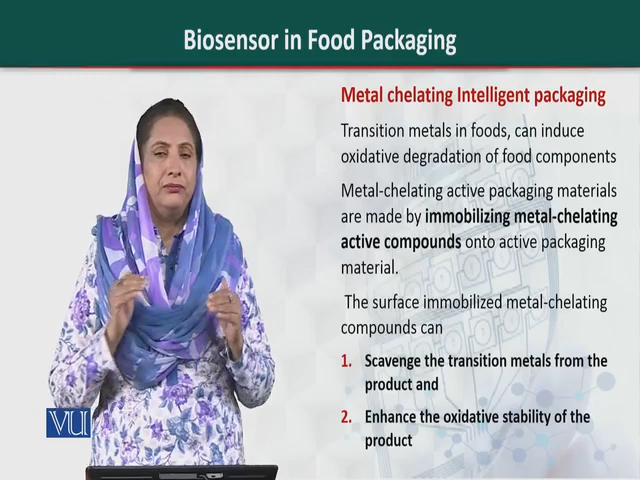 Biosensor in Food Packaging
Metal chelating Intelligent packaging
Transition metals in foods, can induce
oxidative degradation of food components
Metal-chelating active packaging materials
are made by immobilizing metal-chelating
active compounds onto active packaging
material.
The surface immobilized metal-chelating
compounds can
1. Scavenge the transition metals from the
product and
2. Enhance the oxidative stability of the
product
VU